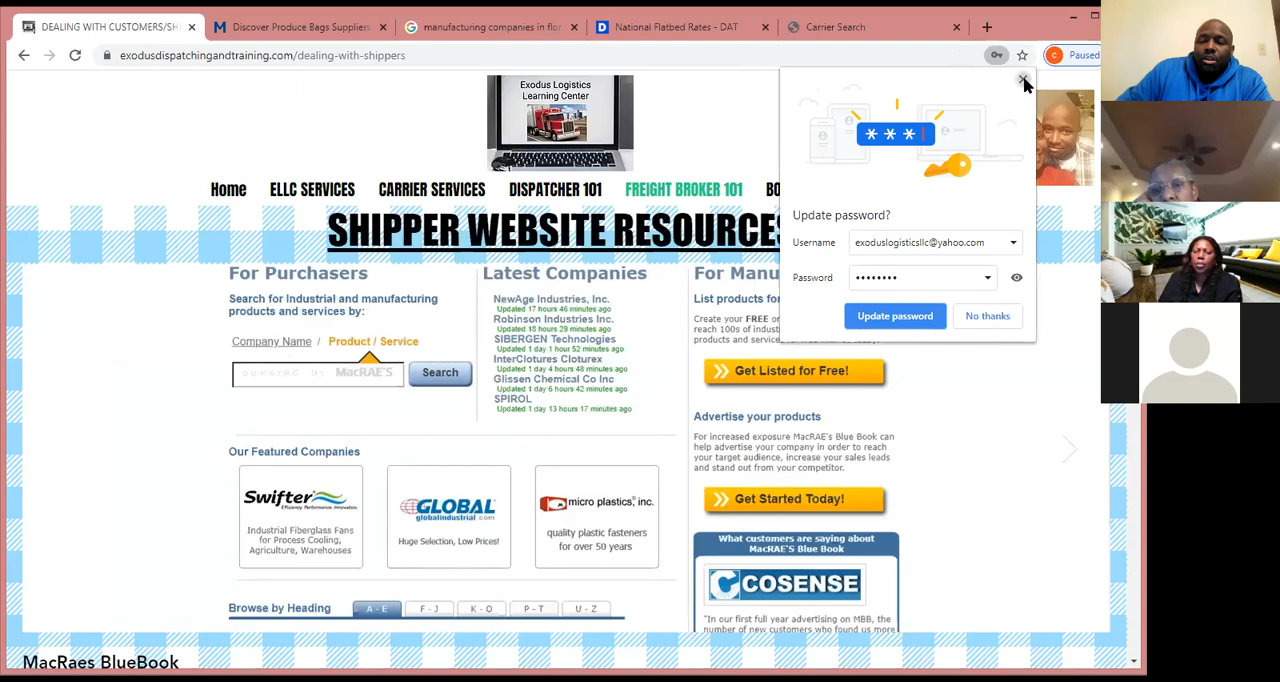 DEALING WITH CUSTOMERS/SH
Discover Produce Bags Suppliers
manufacturing companies in flor
National Flatbed Rates - DAT
Carrier Search
exodusdispatchingandtraining.com/dealing-with-shippers
C Paused
Exodus Logistics
Learning Center
Home ELLC SERVICES CARRIER SERVICES DISPATCHER 101 FREIGHT BROKER 101 BO
SHIPPER WEBSITE RESOURCES
Update password?
Username exoduslogisticsllc@yahoo.com
Password ••••••••
Update password No thanks
For Purchasers
Search for Industrial and manufacturing
products and services by:
Company Name / Product / Service
powered by MacRAE'S Search
Latest Companies
NewAge Industries, Inc.
Updated 17 hours 46 minutes ago
Robinson Industries Inc.
Updated 18 hours 29 minutes ago
SIBERGEN Technologies
Updated 1 day 1 hour 52 minutes ago
InterClotures Cloturex
Updated 1 day 4 hours 48 minutes ago
Glissen Chemical Co Inc
Updated 1 day 6 hours 42 minutes ago
SPIROL
Updated 1 day 13 hours 17 minutes ago
For Manu
List products fo
Create your FREE or
reach 100s of indust
products and services
Get Listed for Free!
Advertise your products
For increased exposure MacRAE's Blue Book can
help advertise your company in order to reach
your target audience, increase your sales leads
and stand out from your competitor.
Get Started Today!
Our Featured Companies
Swifter
Efficiency. Performance. Innovation.
Industrial Fiberglass Fans
for Process Cooling,
Agriculture, Warehouses
GLOBAL
globalindustrial.com
Huge Selection, Low Prices!
micro plastics, inc.
quality plastic fasteners
for over 50 years
What customers are saying about
MacRAE'S Blue Book
COSENSE
"In our first full year advertising on MBB, the
number of new customers who found us more
Browse by Heading A - E F - J K - O P - T U - Z
MacRaes BlueBook